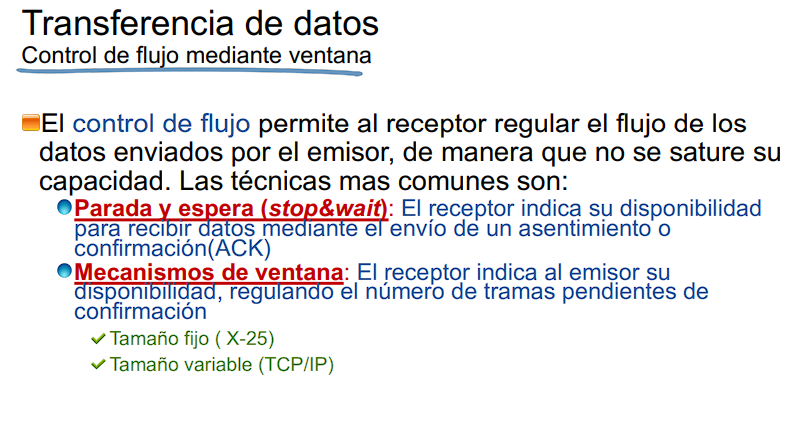 Transferencia de datos
Control de flujo mediante ventana
El control de flujo permite al receptor regular el flujo de los
datos enviados por el emisor, de manera que no se sature su
capacidad. Las técnicas mas comunes son:
Parada y espera (stop&wait): El receptor indica su disponibilidad
para recibir datos mediante el envío de un asentimiento o
confirmación(ACK)
Mecanismos de ventana: El receptor indica al emisor su
disponibilidad, regulando el número de tramas pendientes de
confirmación
Tamaño fijo ( X-25)
Tamaño variable (TCP/IP)